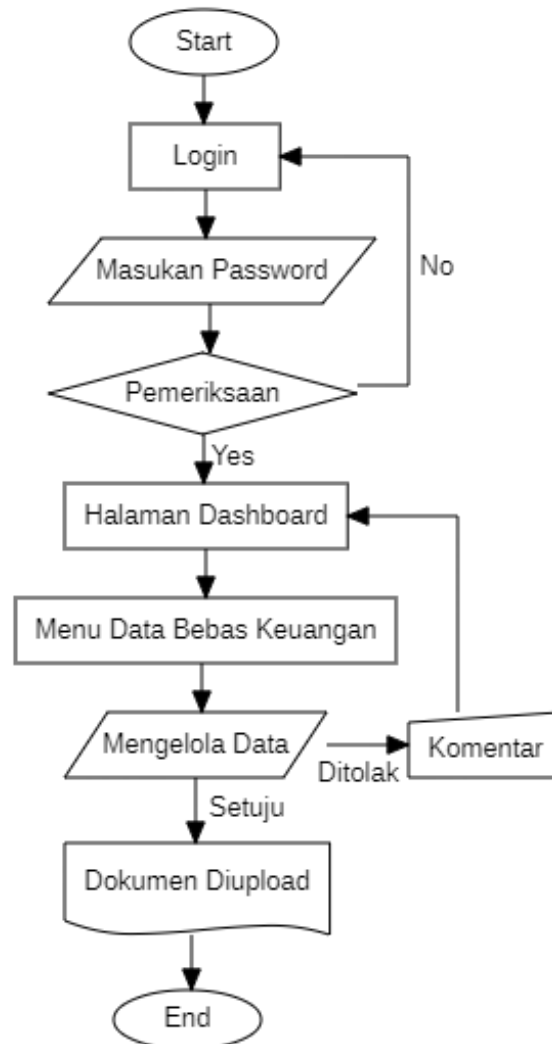 Start
Login
Masukan Password
No
Pemeriksaan
Yes
Halaman Dashboard
Menu Data Bebas Keuangan
Mengelola Data
Komentar
Ditolak
Setuju
Dokumen Diupload
End